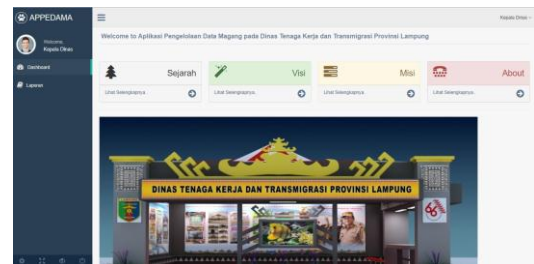 APPEDAMA
Kepala Dinas
Welcome,
Kepala Dinas
Dashboard
Laporan
Welcome to Aplikasi Pengelolaan Data Magang pada Dinas Tenaga Kerja dan Transmigrasi Provinsi Lampung
Sejarah
Visi
Misi
About
Lihat Selengkapnya
Lihat Selengkapnya
Lihat Selengkapnya
Lihat Selengkapnya
DINAS TENAGA KERJA DAN TRANSMIGRASI PROVINSI LAMPUNG